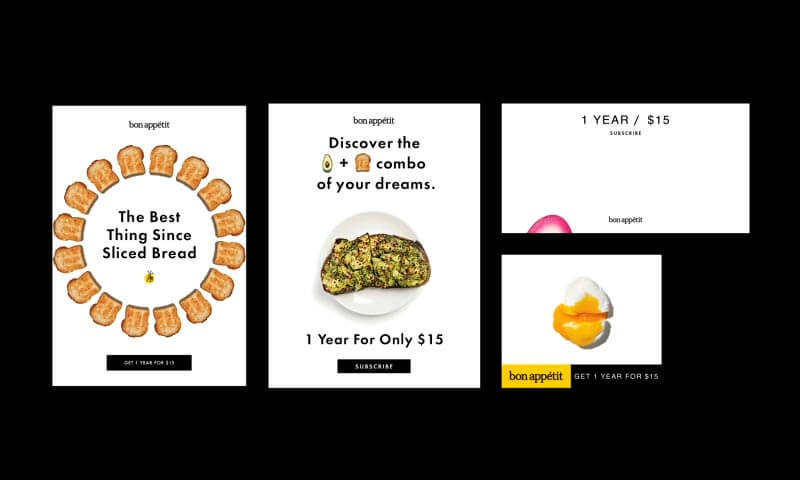 bon appétit
The Best
Thing Since
Sliced Bread
GET 1 YEAR FOR $15
bon appétit
Discover the
+ combo
of your dreams.
1 Year For Only $15
SUBSCRIBE
1 YEAR / $15
SUBSCRIBE
bon appétit
bon appétit
GET 1 YEAR FOR $15